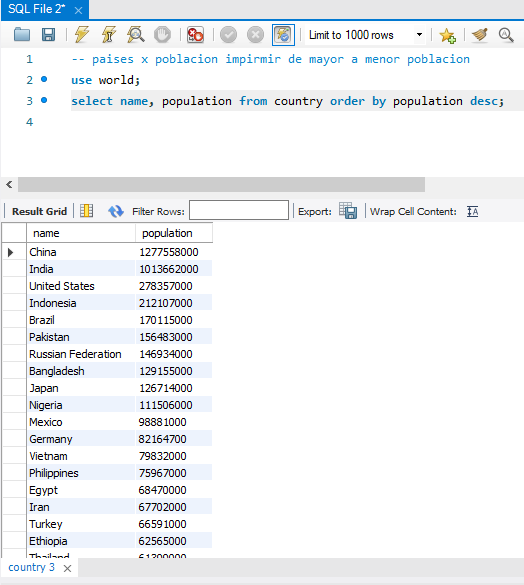 SQL File 2*
Limit to 1000 rows
1 -- paises x poblacion impirmir de mayor a menor poblacion
2 use world;
3 select name, population from country order by population desc;
4
Result Grid Filter Rows: Export: Wrap Cell Content:
name population
China 1277558000
India 1013662000
United States 278357000
Indonesia 212107000
Brazil 170115000
Pakistan 156483000
Russian Federation 146934000
Bangladesh 129155000
Japan 126714000
Nigeria 111506000
Mexico 98881000
Germany 82164700
Vietnam 79832000
Philippines 75967000
Egypt 68470000
Iran 67702000
Turkey 66591000
Ethiopia 62565000
Thailand
country 3